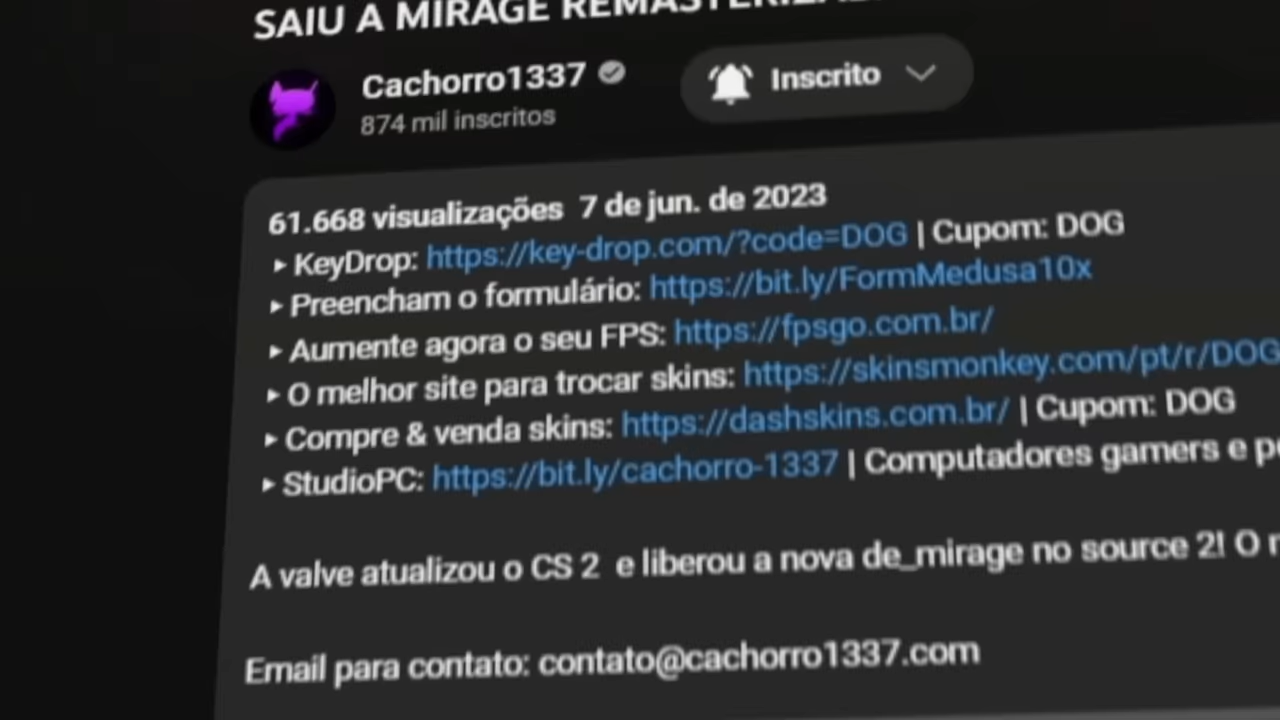 SAIU A MIRAGE
Cachorro1337
Inscrito
874 mil inscritos
61.668 visualizações 7 de jun. de 2023
▸ KeyDrop: https://key-drop.com/?code=DOG | Cupom: DOG
▸ Preencham o formulário: https://bit.ly/FormMedusa10x
▸ Aumente agora o seu FPS: https://fpsgo.com.br/
▸ O melhor site para trocar skins: https://skinsmonkey.com/pt/r/DOG
▸ Compre & venda skins: https://dashskins.com.br/ | Cupom: DOG
▸ StudioPC: https://bit.ly/cachorro-1337 | Computadores gamers e
A valve atualizou o CS 2 e liberou a nova de_mirage no source 2! O
Email para contato: contato@cachorro1337.com